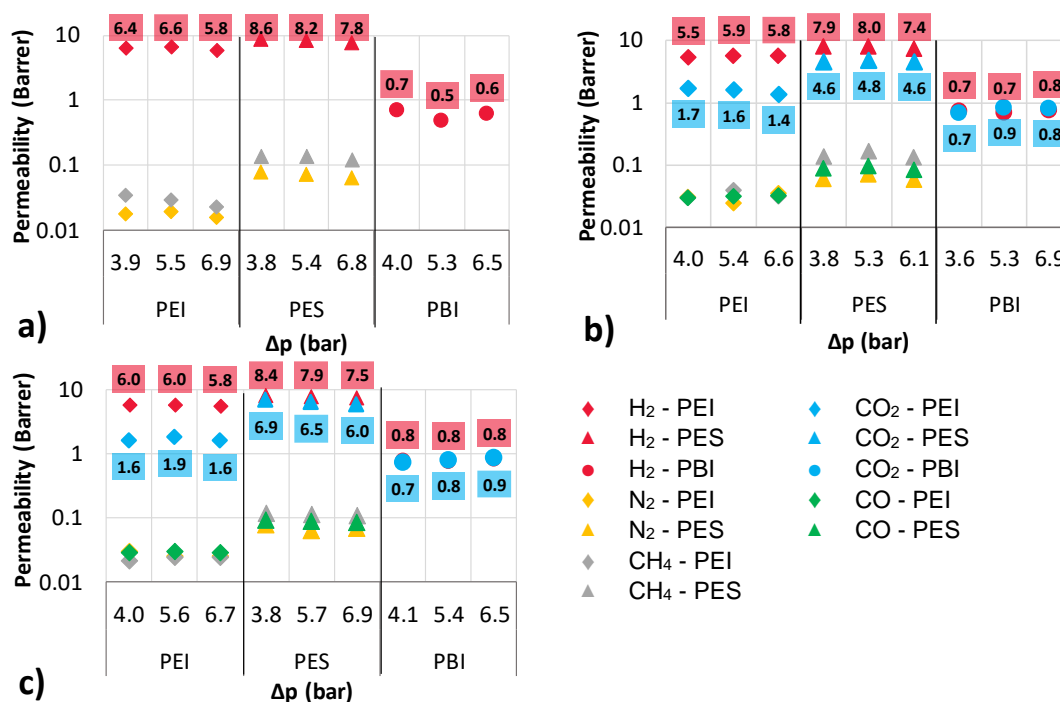 a)
Permeability (Barrer)
10
1
0.1
0.01
6.4 6.6 5.8 8.6 8.2 7.8
0.7 0.5 0.6
3.9 5.5 6.9 3.8 5.4 6.8 4.0 5.3 6.5
PEI PES PBI
Δp (bar)
b)
Permeability (Barrer)
10
1
0.1
0.01
5.5 5.9 5.8 7.9 8.0 7.4
0.7 0.7 0.8
1.7 1.6 1.4 4.6 4.8 4.6
0.7 0.9 0.8
4.0 5.4 6.6 3.8 5.3 6.1 3.6 5.3 6.9
PEI PES PBI
Δp (bar)
c)
Permeability (Barrer)
10
1
0.1
0.01
6.0 6.0 5.8 8.4 7.9 7.5
0.8 0.8 0.8
1.6 1.9 1.6 6.9 6.5 6.0
0.7 0.8 0.9
4.0 5.6 6.7 3.8 5.7 6.9 4.1 5.4 6.5
PEI PES PBI
Δp (bar)
H₂ - PEI
H₂ - PES
H₂ - PBI
N₂ - PEI
N₂ - PES
CH₄ - PEI
CH₄ - PES
CO₂ - PEI
CO₂ - PES
CO₂ - PBI
CO - PEI
CO - PES